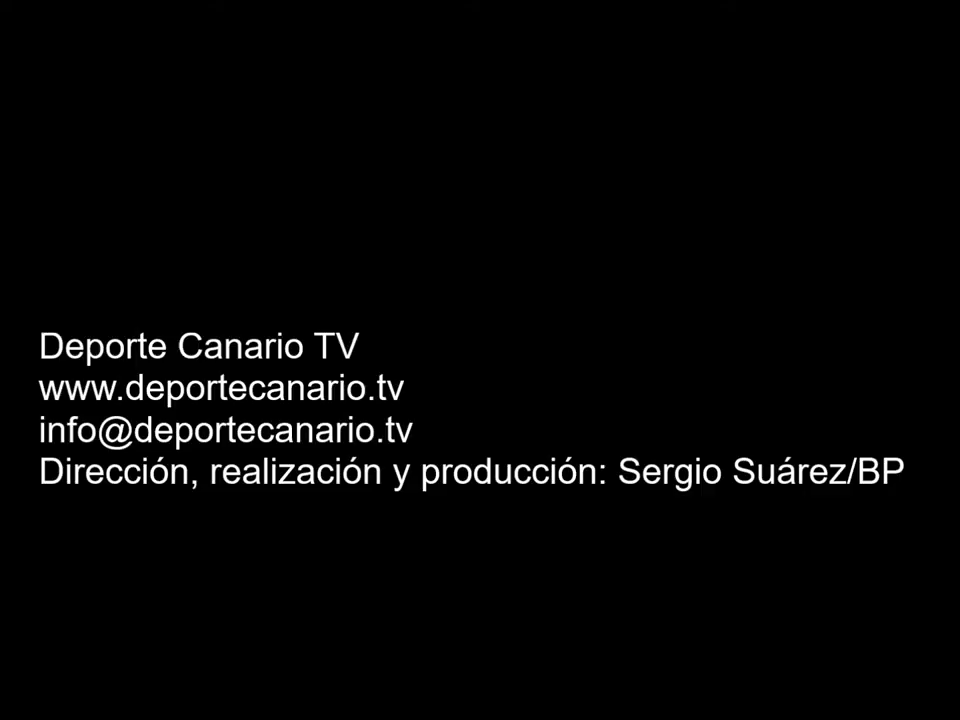 Deporte Canario TV
www.deportecanario.tv
info@deportecanario.tv
Dirección, realización y producción: Sergio Suárez/BP